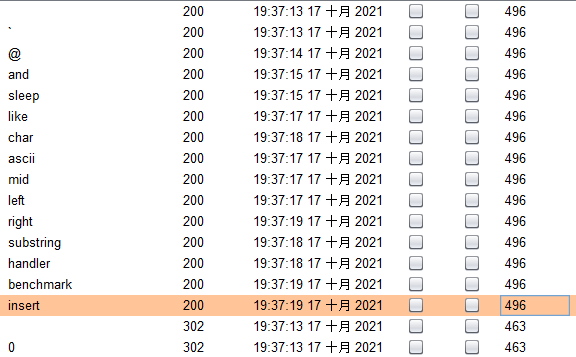 200 19:37:13 17 十月 2021 496
` 200 19:37:13 17 十月 2021 496
@ 200 19:37:14 17 十月 2021 496
and 200 19:37:15 17 十月 2021 496
sleep 200 19:37:15 17 十月 2021 496
like 200 19:37:17 17 十月 2021 496
char 200 19:37:18 17 十月 2021 496
ascii 200 19:37:17 17 十月 2021 496
mid 200 19:37:17 17 十月 2021 496
left 200 19:37:17 17 十月 2021 496
right 200 19:37:19 17 十月 2021 496
substring 200 19:37:18 17 十月 2021 496
handler 200 19:37:18 17 十月 2021 496
benchmark 200 19:37:19 17 十月 2021 496
insert 200 19:37:19 17 十月 2021 496
302 19:37:13 17 十月 2021 463
0 302 19:37:13 17 十月 2021 463